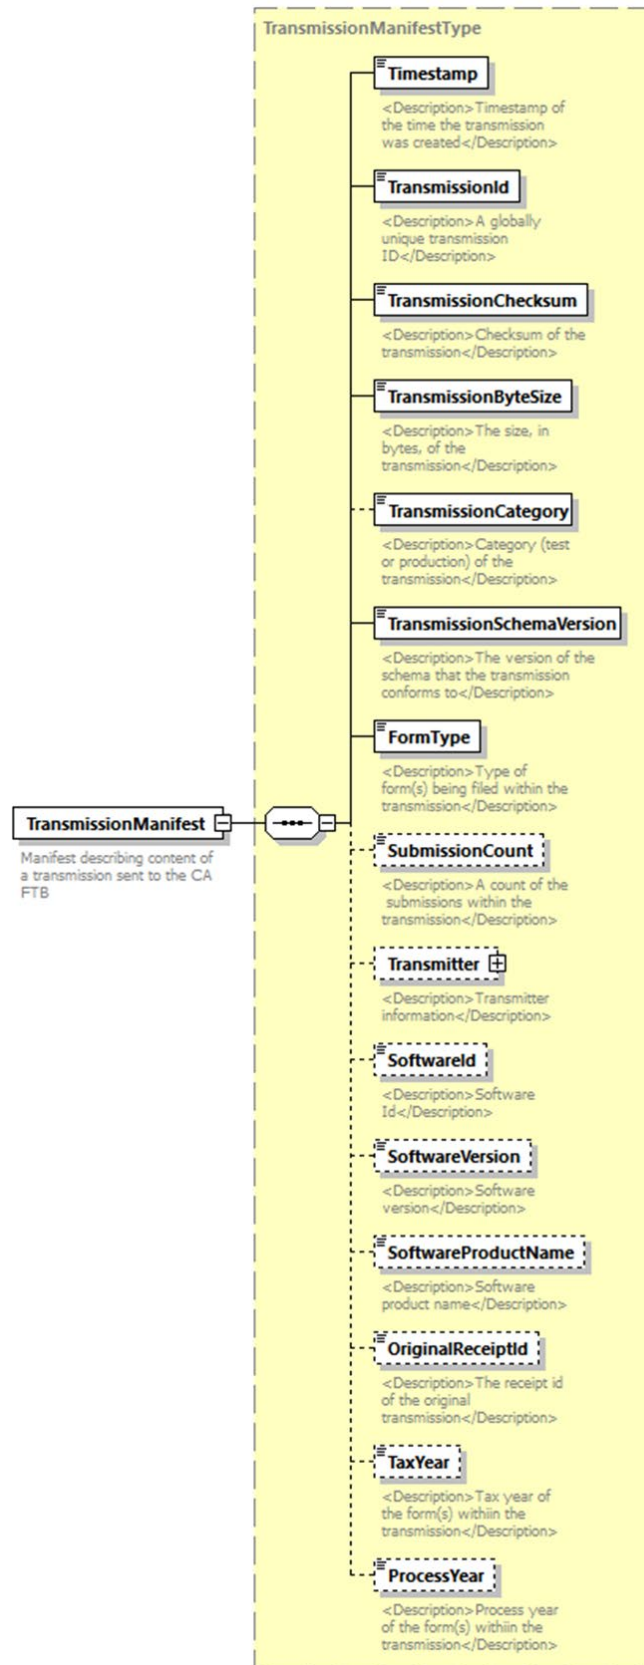 TransmissionManifestType
Timestamp
<Description>Timestamp of
the time the transmission
was created</Description>
TransmissionId
<Description>A globally
unique transmission
ID</Description>
TransmissionChecksum
<Description>Checksum of the
transmission</Description>
TransmissionByteSize
<Description>The size, in
bytes, of the
transmission</Description>
TransmissionCategory
<Description>Category (test
or production) of the
transmission</Description>
TransmissionSchemaVersion
<Description>The version of the
schema that the transmission
conforms to</Description>
FormType
<Description>Type of
form(s) being filed within the
transmission</Description>
TransmissionManifest
Manifest describing content of
a transmission sent to the CA
FTB
SubmissionCount
<Description>A count of the
submissions within the
transmission</Description>
Transmitter
<Description>Transmitter
information</Description>
SoftwareId
<Description>Software
Id</Description>
SoftwareVersion
<Description>Software
version</Description>
SoftwareProductName
<Description>Software
product name</Description>
OriginalReceiptId
<Description>The receipt id
of the original
transmission</Description>
TaxYear
<Description>Tax year of
the form(s) withiin the
transmission</Description>
ProcessYear
<Description>Process year
of the form(s) withiin the
transmission</Description>